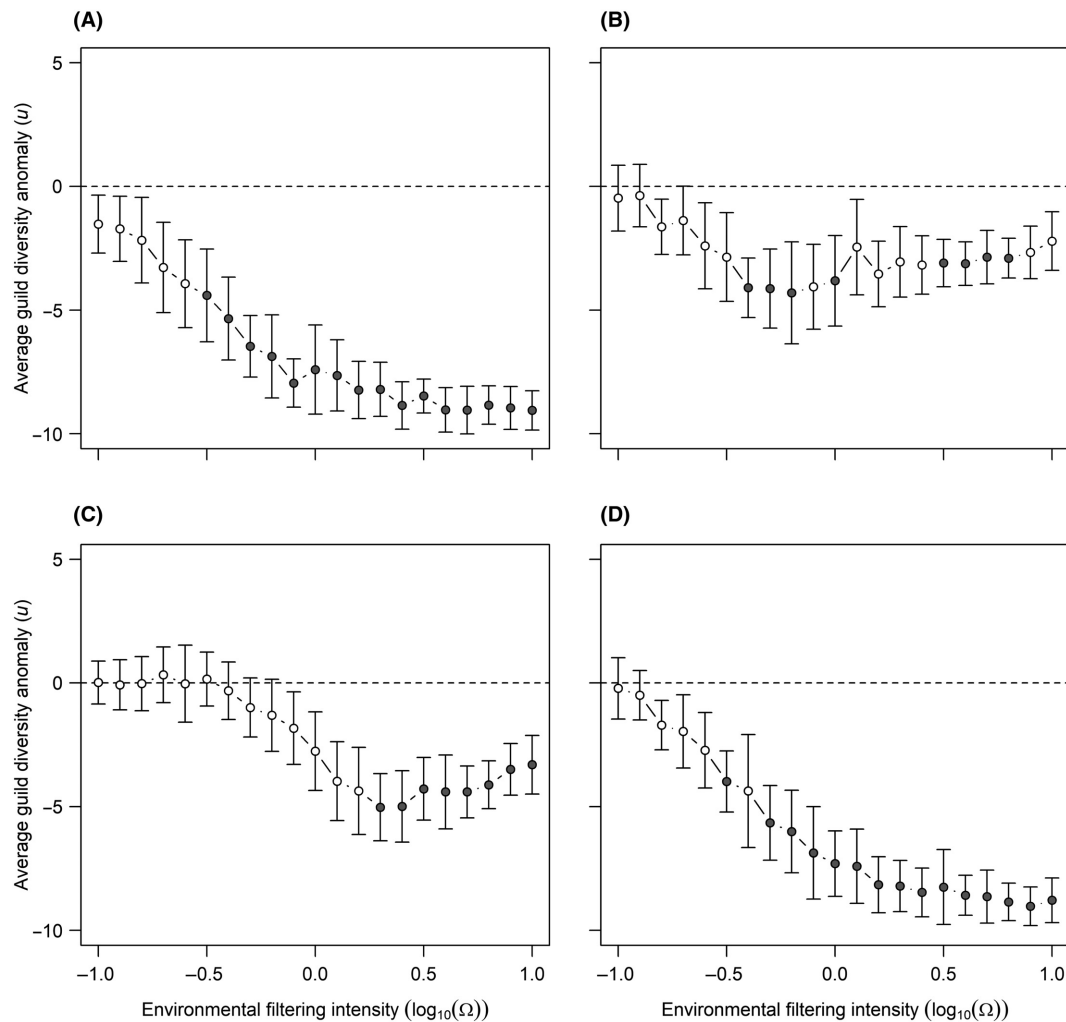 (A)
(B)
Average guild diversity anomaly (u)
5
0
−5
−10
(C)
(D)
Average guild diversity anomaly (u)
5
0
−5
−10
−1.0 −0.5 0.0 0.5 1.0
−1.0 −0.5 0.0 0.5 1.0
Environmental filtering intensity (log10(Ω))
Environmental filtering intensity (log10(Ω))